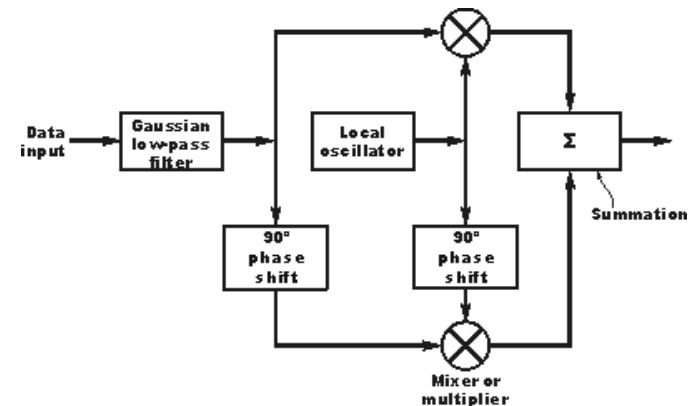 Data
input
Gaussian
low-pass
filter
Local
oscillator
Σ
Summation
90°
phase
shift
90°
phase
shift
Mixer or
multiplier